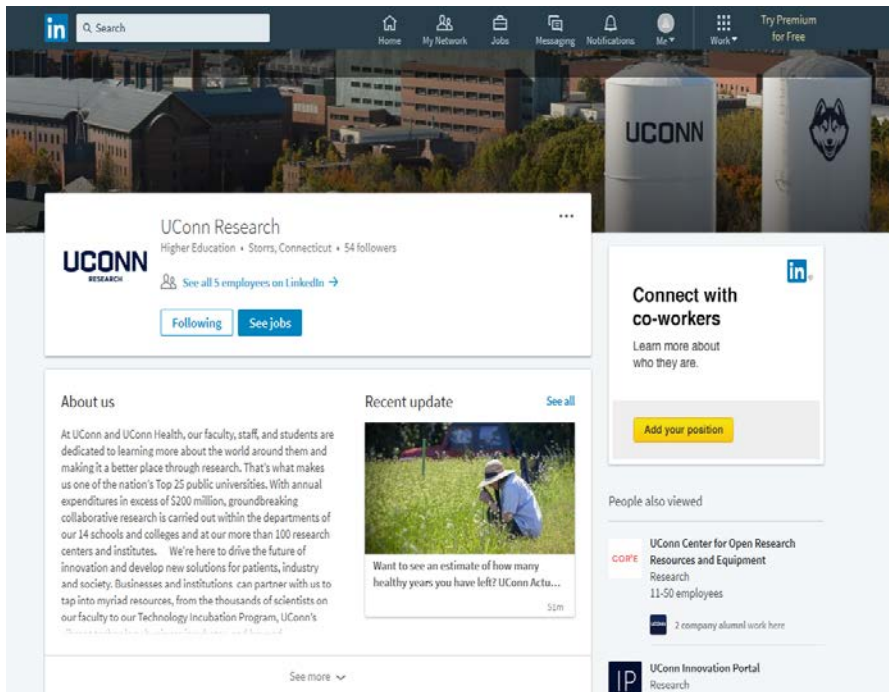 in
Search
Home
My Network
Jobs
Messaging
Notifications
Me
Work
Try Premium
for Free
UCONN
UConn Research
Higher Education • Storrs, Connecticut • 54 followers
UCONN
RESEARCH
See all 5 employees on LinkedIn →
Following
See jobs
in
Connect with
co-workers
Learn more about
who they are.
Add your position
About us
At UConn and UConn Health, our faculty, staff, and students are
dedicated to learning more about the world around them and
making it a better place through research. That's what makes
us one of the nation's Top 25 public universities. With annual
expenditures in excess of $200 million, groundbreaking
collaborative research is carried out within the departments of
our 14 schools and colleges and at our more than 100 research
centers and institutes. We're here to drive the future of
innovation and develop new solutions for patients, industry
and society. Businesses and institutions can partner with us to
tap into myriad resources, from the thousands of scientists on
our faculty to our Technology Incubation Program, UConn's
See more
Recent update
See all
Want to see an estimate of how many
healthy years you have left? UConn Actu...
51m
People also viewed
COR²E
UConn Center for Open Research
Resources and Equipment
Research
11-50 employees
UCONN
2 company alumni work here
IP
UConn Innovation Portal
Research